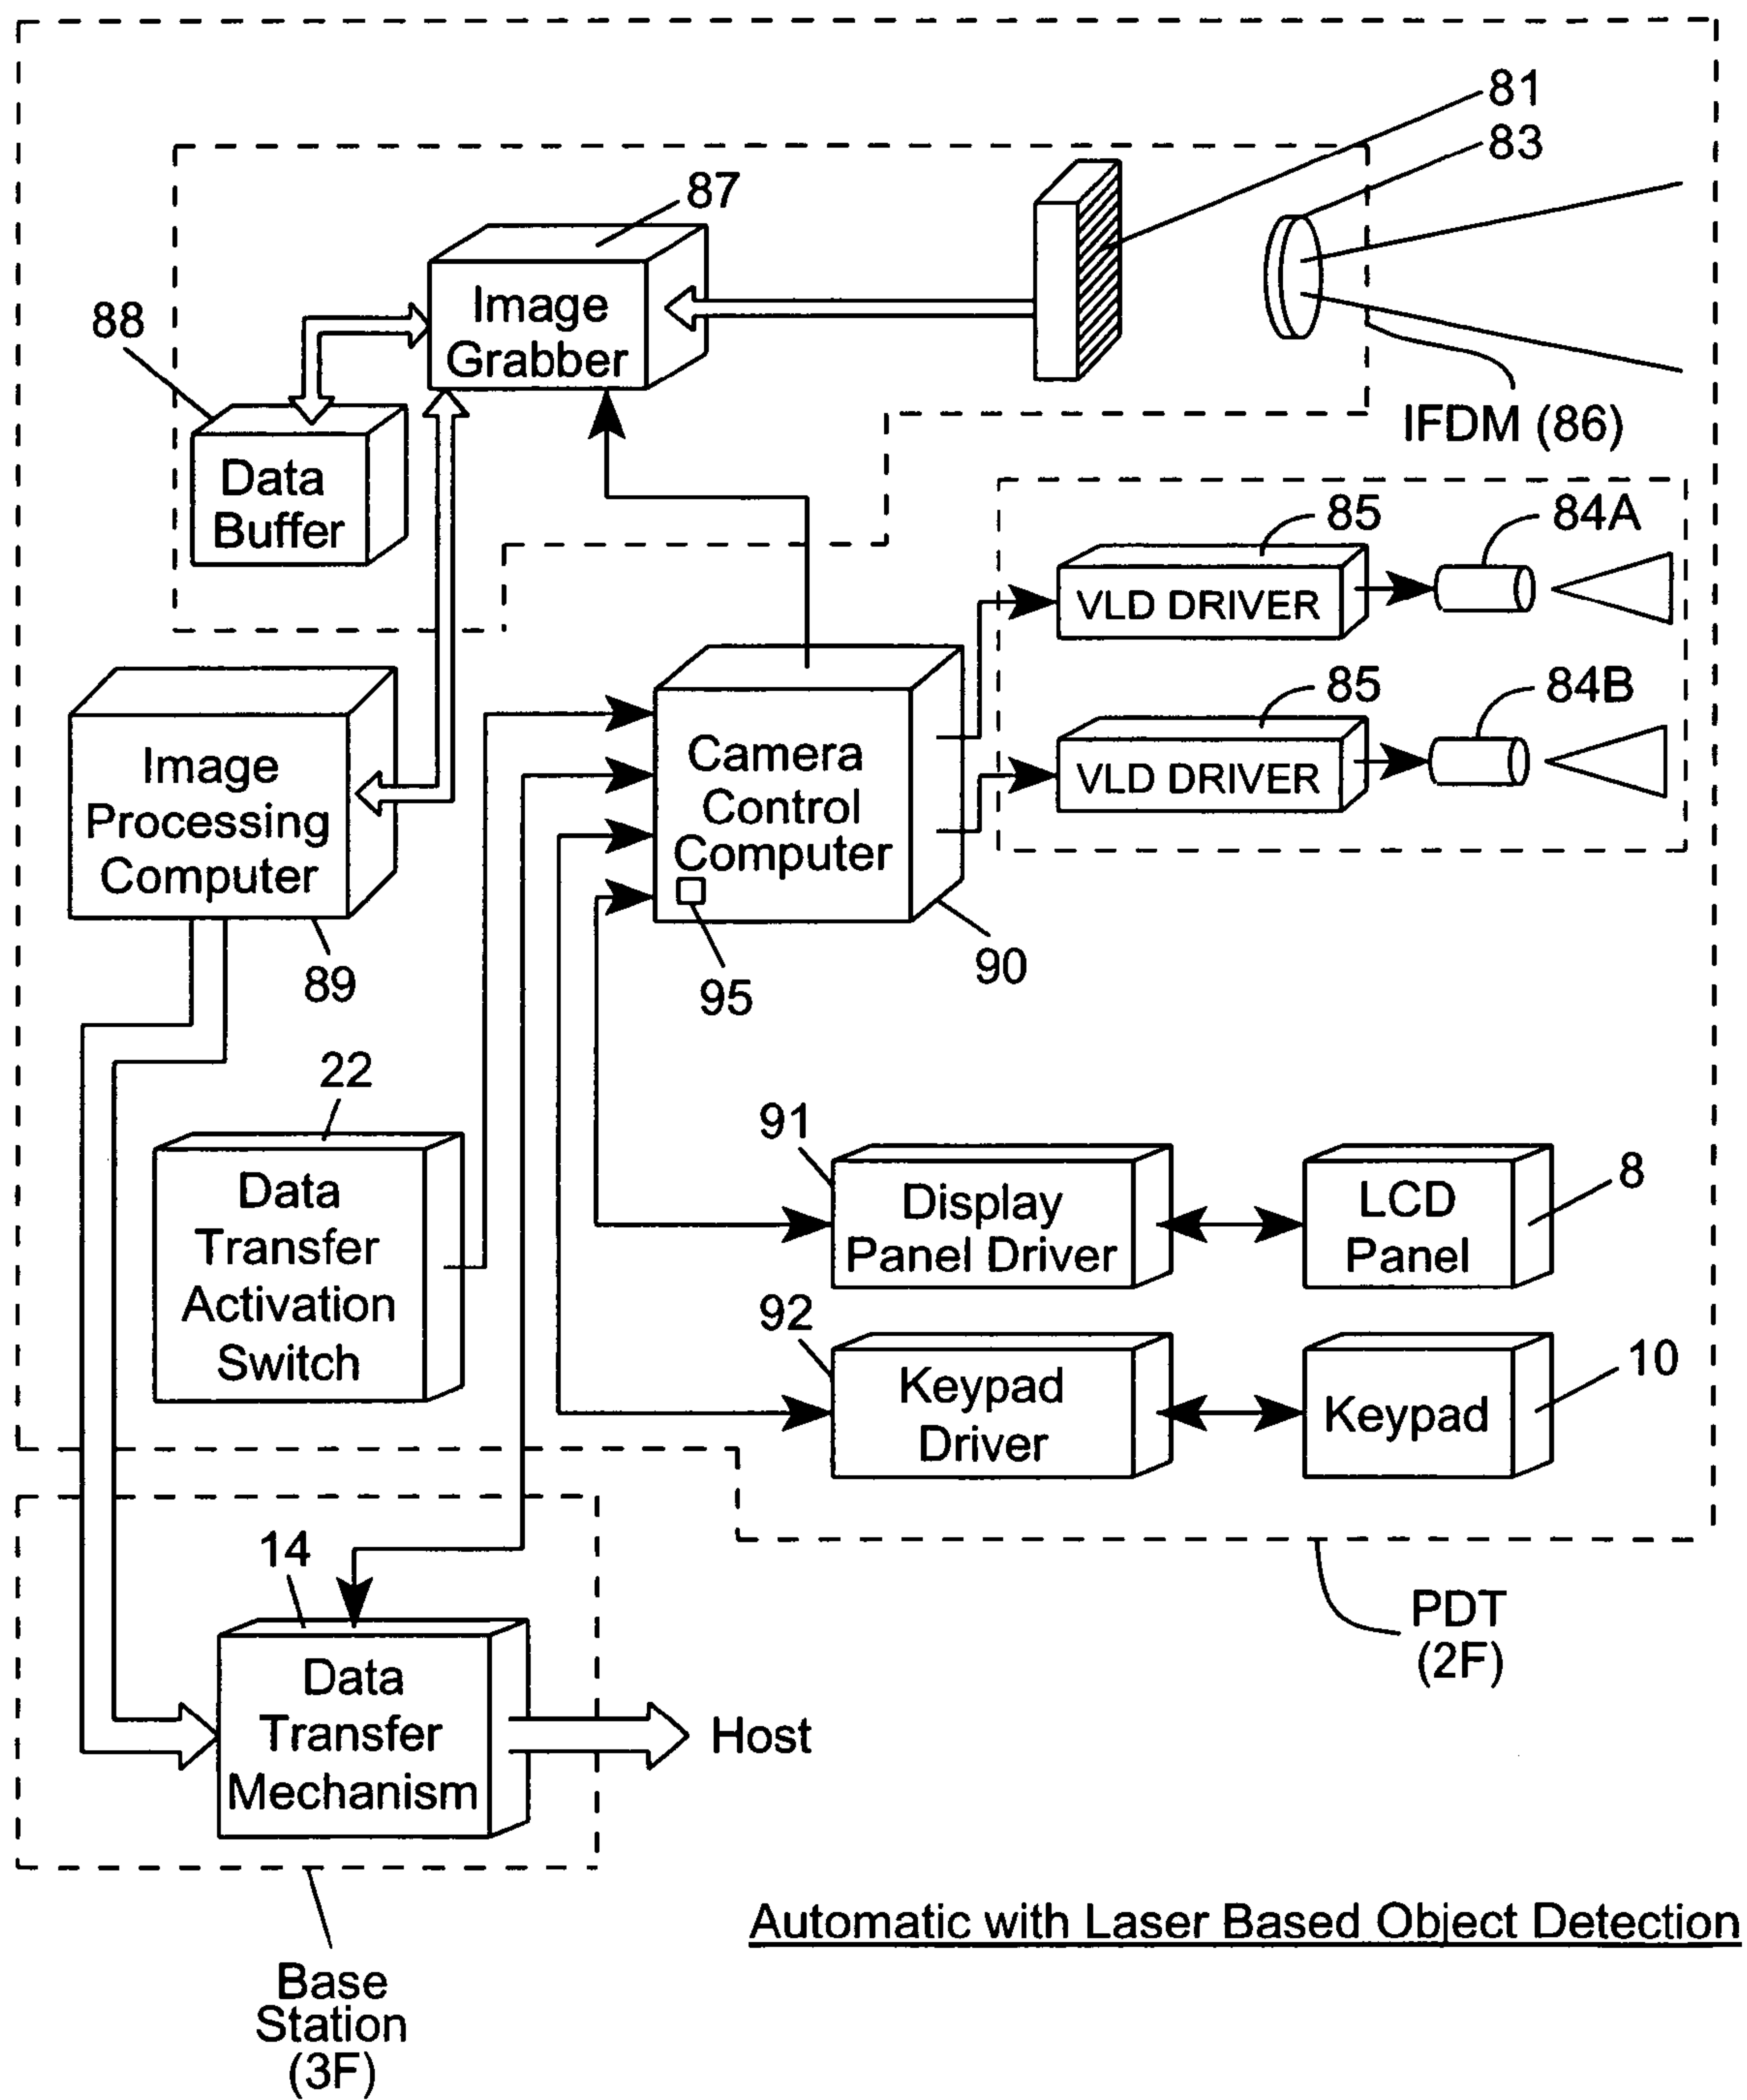 81
83
87
Image
Grabber
88
IFDM (86)
Data
Buffer
85
84A
VLD DRIVER
85
84B
VLD DRIVER
Camera
Control
Computer
Image
Processing
Computer
90
95
89
22
Data
Transfer
Activation
Switch
91
Display
Panel Driver
LCD
Panel
8
92
Keypad
Driver
Keypad
10
14
Data
Transfer
Mechanism
Host
PDT
(2F)
Automatic with Laser Based Object Detection
Base
Station
(3F)